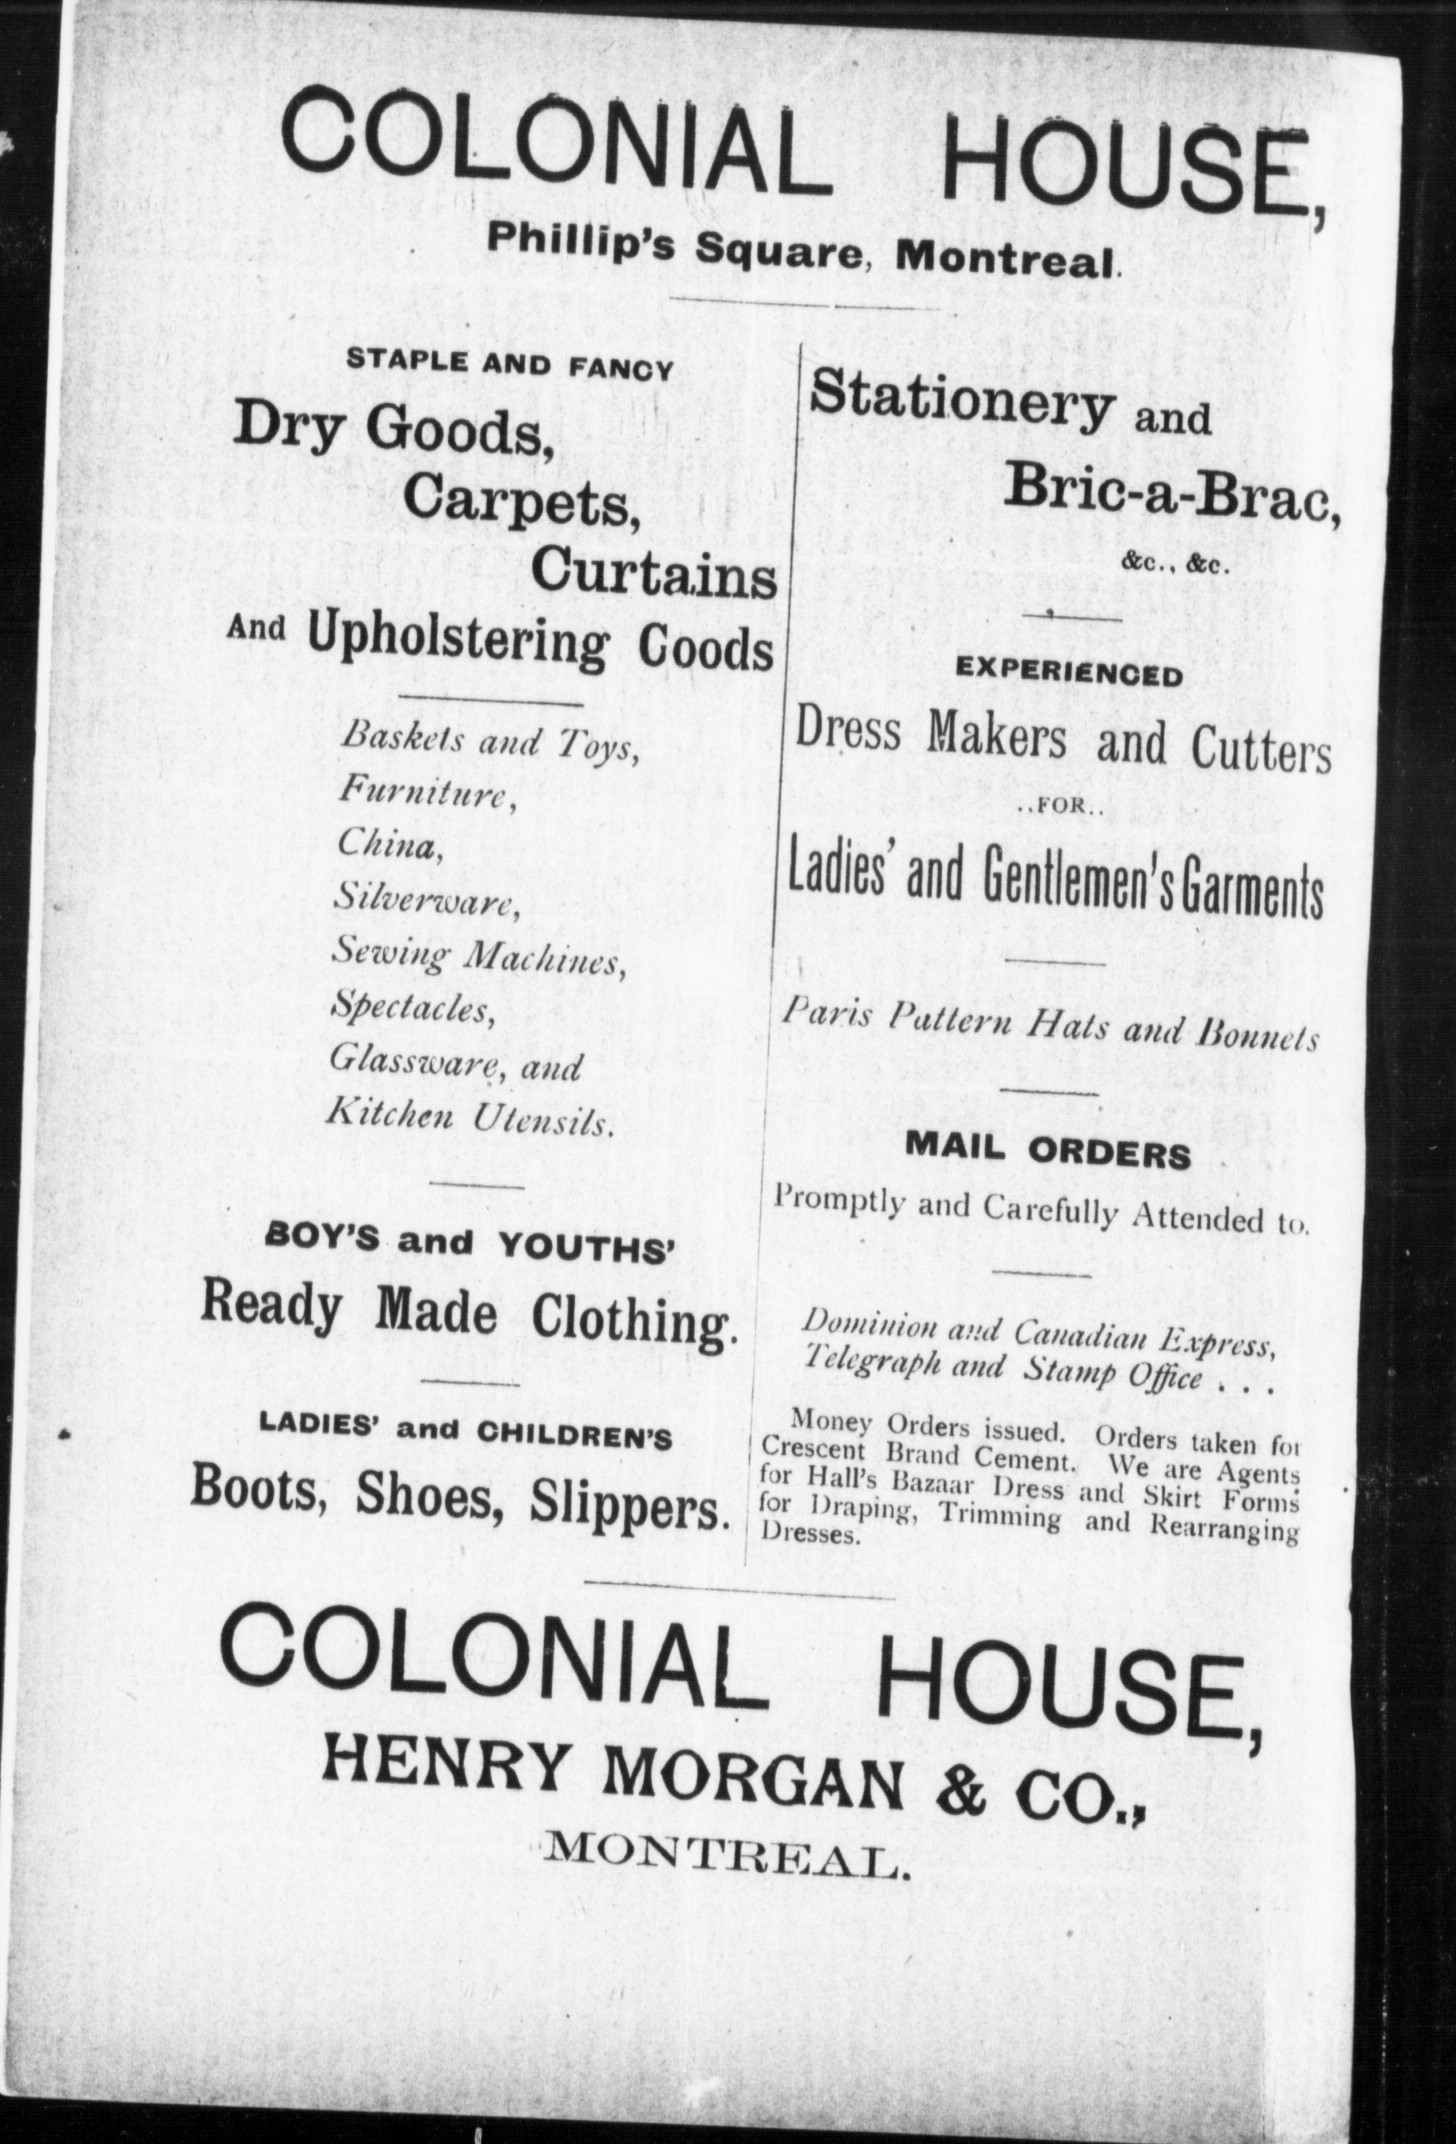 COLONIAL HOUSE,
Phillip's Square, Montreal.
STAPLE AND FANCY
Dry Goods,
Carpets,
Curtains
And Upholstering Goods
Baskets and Toys,
Furniture,
China,
Silverware,
Sewing Machines,
Spectacles,
Glassware, and
Kitchen Utensils.
BOY'S and YOUTHS'
Ready Made Clothing.
LADIES' and CHILDREN'S
Boots, Shoes, Slippers.
Stationery and
Bric-a-Brac,
&c., &c.
EXPERIENCED
Dress Makers and Cutters
..FOR..
Ladies' and Gentlemen's Garments
Paris Pattern Hats and Bonnets
MAIL ORDERS
Promptly and Carefully Attended to.
Dominion and Canadian Express,
Telegraph and Stamp Office . . .
Money Orders issued. Orders taken for
Crescent Brand Cement. We are Agents
for Hall's Bazaar Dress and Skirt Forms
for Draping, Trimming and Rearranging
Dresses.
COLONIAL HOUSE,
HENRY MORGAN & CO.,
MONTREAL.